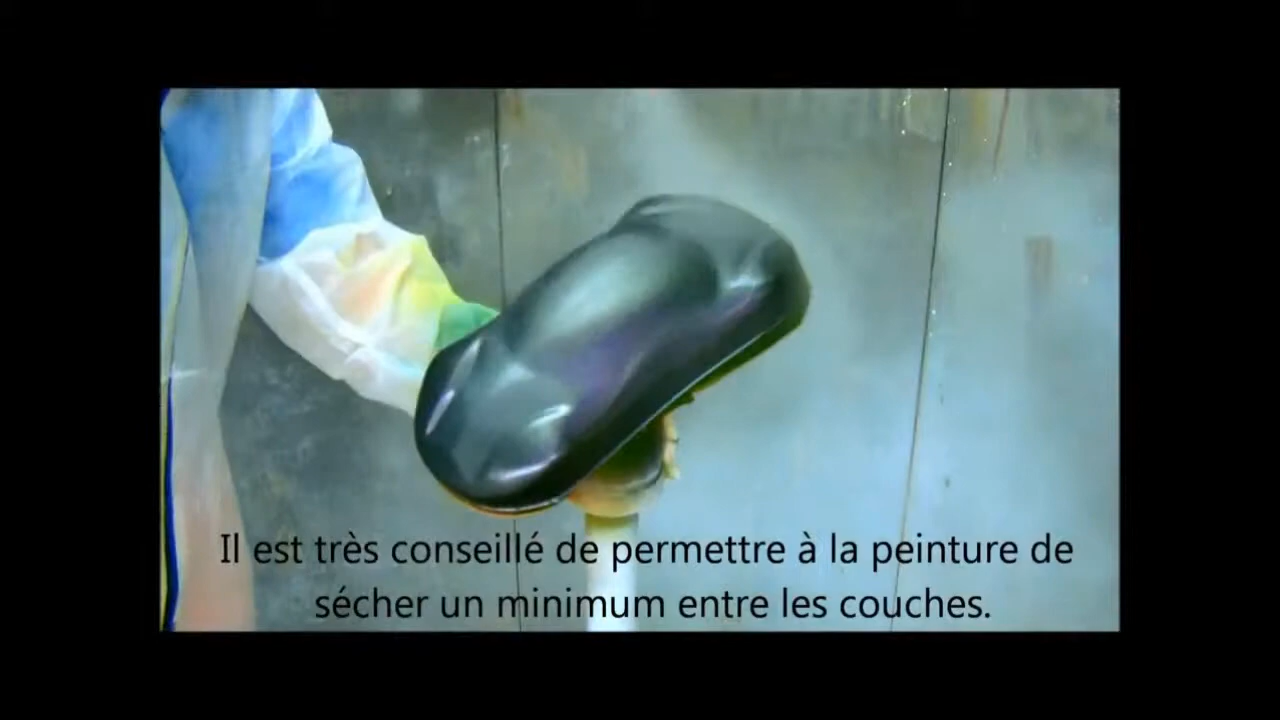 Il est très conseillé de permettre à la peinture de
sécher un minimum entre les couches.